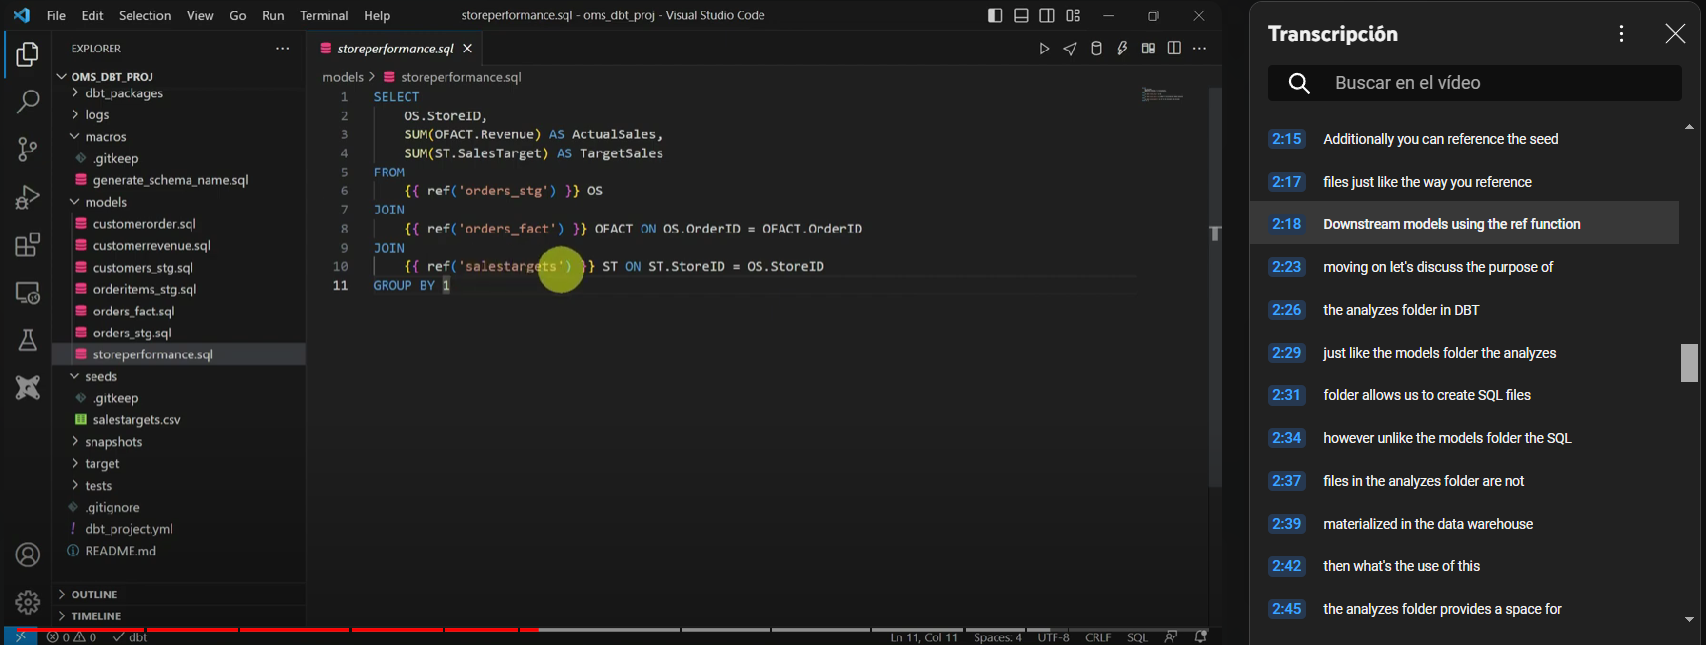 File Edit Selection View Go Run Terminal Help
storeperformance.sql - oms_dbt_proj - Visual Studio Code
EXPLORER
OMS_DBT_PROJ
dbt_packages
logs
macros
.gitkeep
generate_schema_name.sql
models
customerorder.sql
customerrevenue.sql
customers_stg.sql
orderitems_stg.sql
orders_fact.sql
orders_stg.sql
storeperformance.sql
seeds
.gitkeep
salestargets.csv
snapshots
target
tests
.gitignore
dbt_project.yml
README.md
OUTLINE
TIMELINE
storeperformance.sql
models > storeperformance.sql
1 SELECT
2 OS.StoreID,
3 SUM(OFACT.Revenue) AS ActualSales,
4 SUM(ST.SalesTarget) AS TargetSales
5 FROM
6 {{ ref('orders_stg') }} OS
7 JOIN
8 {{ ref('orders_fact') }} OFACT ON OS.OrderID = OFACT.OrderID
9 JOIN
10 {{ ref('salestargets') }} ST ON ST.StoreID = OS.StoreID
11 GROUP BY 1
0 0 dbt
Ln 11, Col 11 Spaces: 4 UTF-8 CRLF SQL
Transcripción
Buscar en el vídeo
2:15 Additionally you can reference the seed
2:17 files just like the way you reference
2:18 Downstream models using the ref function
2:23 moving on let's discuss the purpose of
2:26 the analyzes folder in DBT
2:29 just like the models folder the analyzes
2:31 folder allows us to create SQL files
2:34 however unlike the models folder the SQL
2:37 files in the analyzes folder are not
2:39 materialized in the data warehouse
2:42 then what's the use of this
2:45 the analyzes folder provides a space for